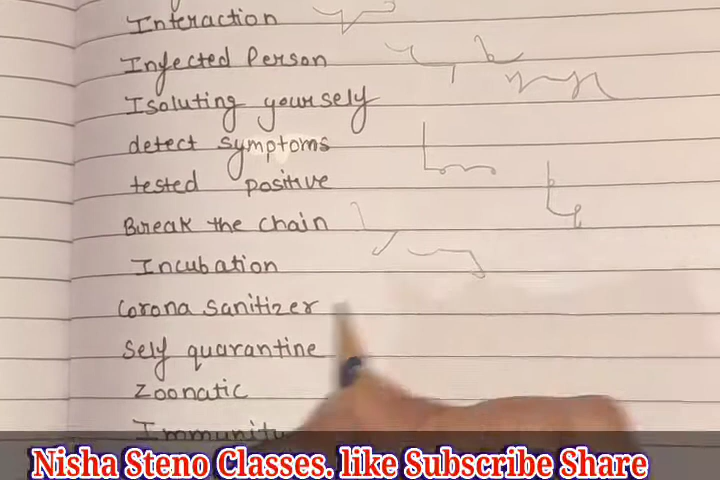 Interaction
Infected Person
Isoluting yourself
detect symptoms
tested positive
Break the chain
Incubation
Corona sanitizer
Self quarantine
Zoonatic
Immunity
Nisha Steno Classes. like Subscribe Share